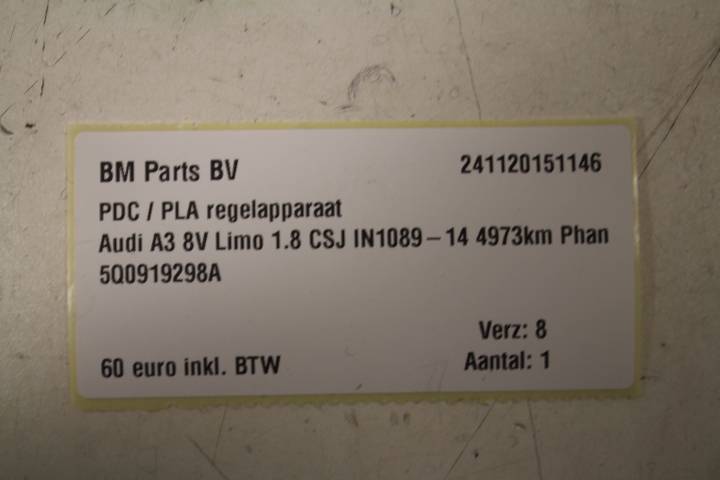 BM Parts BV 241120151146
PDC / PLA regelapparaat
Audi A3 8V Limo 1.8 CSJ IN1089 – 14 4973km Phan
5Q0919298A
Verz: 8
60 euro inkl. BTW Aantal: 1